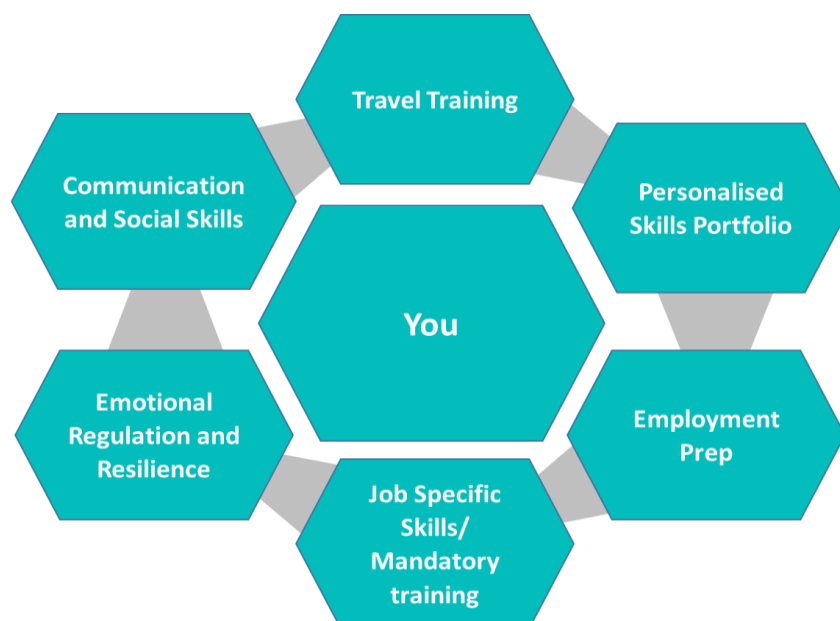 Travel Training
Communication
and Social Skills
Personalised
Skills Portfolio
You
Emotional
Regulation and
Resilience
Employment
Prep
Job Specific
Skills/
Mandatory
training